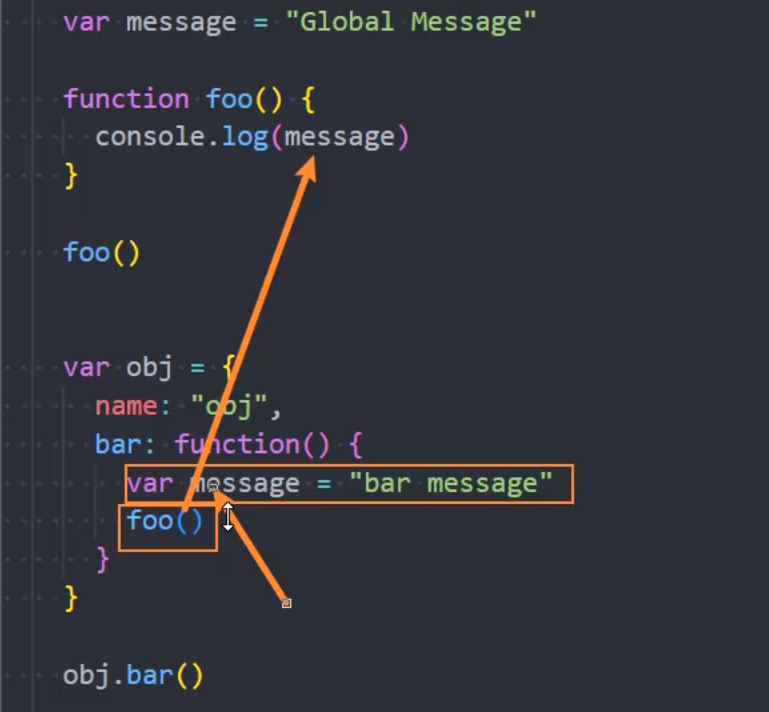 var message = "Global Message"
function foo() {
console.log(message)
}
foo()
var obj = {
name: "obj",
bar: function() {
var message = "bar message"
foo()
}
}
obj.bar()